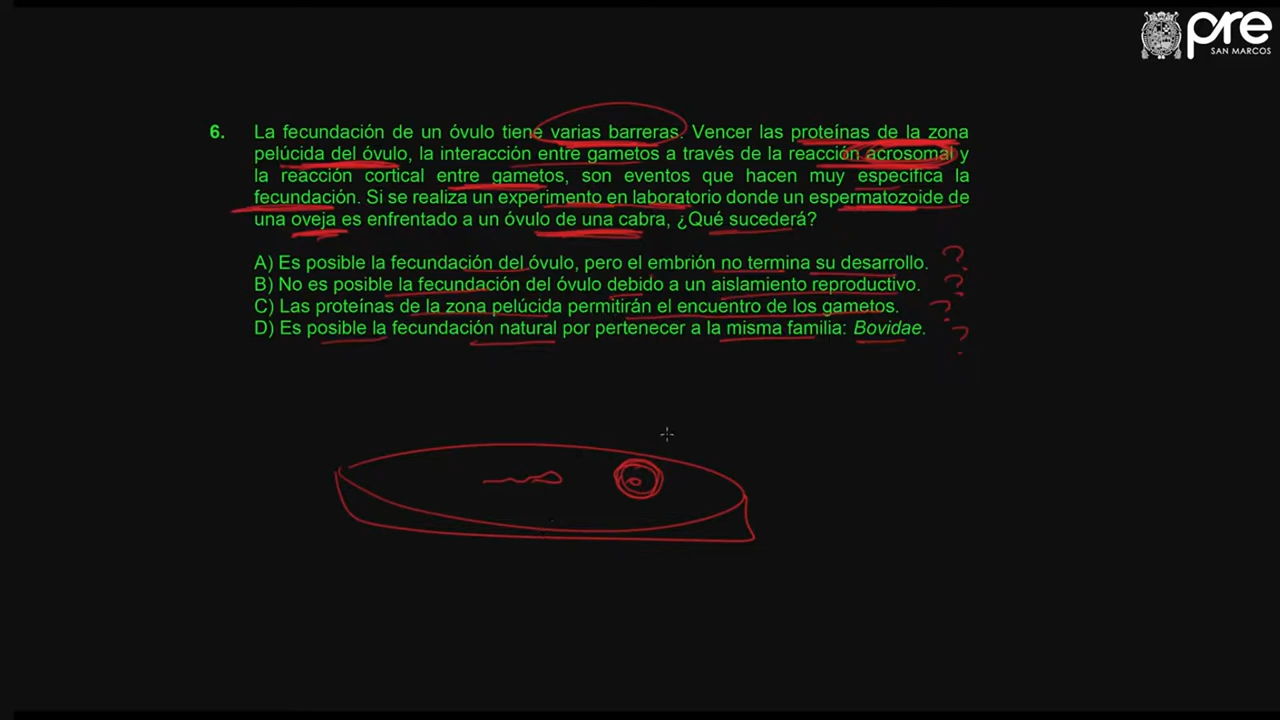 pre
SAN MARCOS
6. La fecundación de un óvulo tiene varias barreras. Vencer las proteínas de la zona
pelúcida del óvulo, la interacción entre gametos a través de la reacción acrosomal y
la reacción cortical entre gametos, son eventos que hacen muy especifica la
fecundación. Si se realiza un experimento en laboratorio donde un espermatozoide de
una oveja es enfrentado a un óvulo de una cabra, ¿Qué sucederá?
A) Es posible la fecundación del óvulo, pero el embrión no termina su desarrollo. ?
B) No es posible la fecundación del óvulo debido a un aislamiento reproductivo. ?
C) Las proteínas de la zona pelúcida permitirán el encuentro de los gametos. ?
D) Es posible la fecundación natural por pertenecer a la misma familia: Bovidae. ?